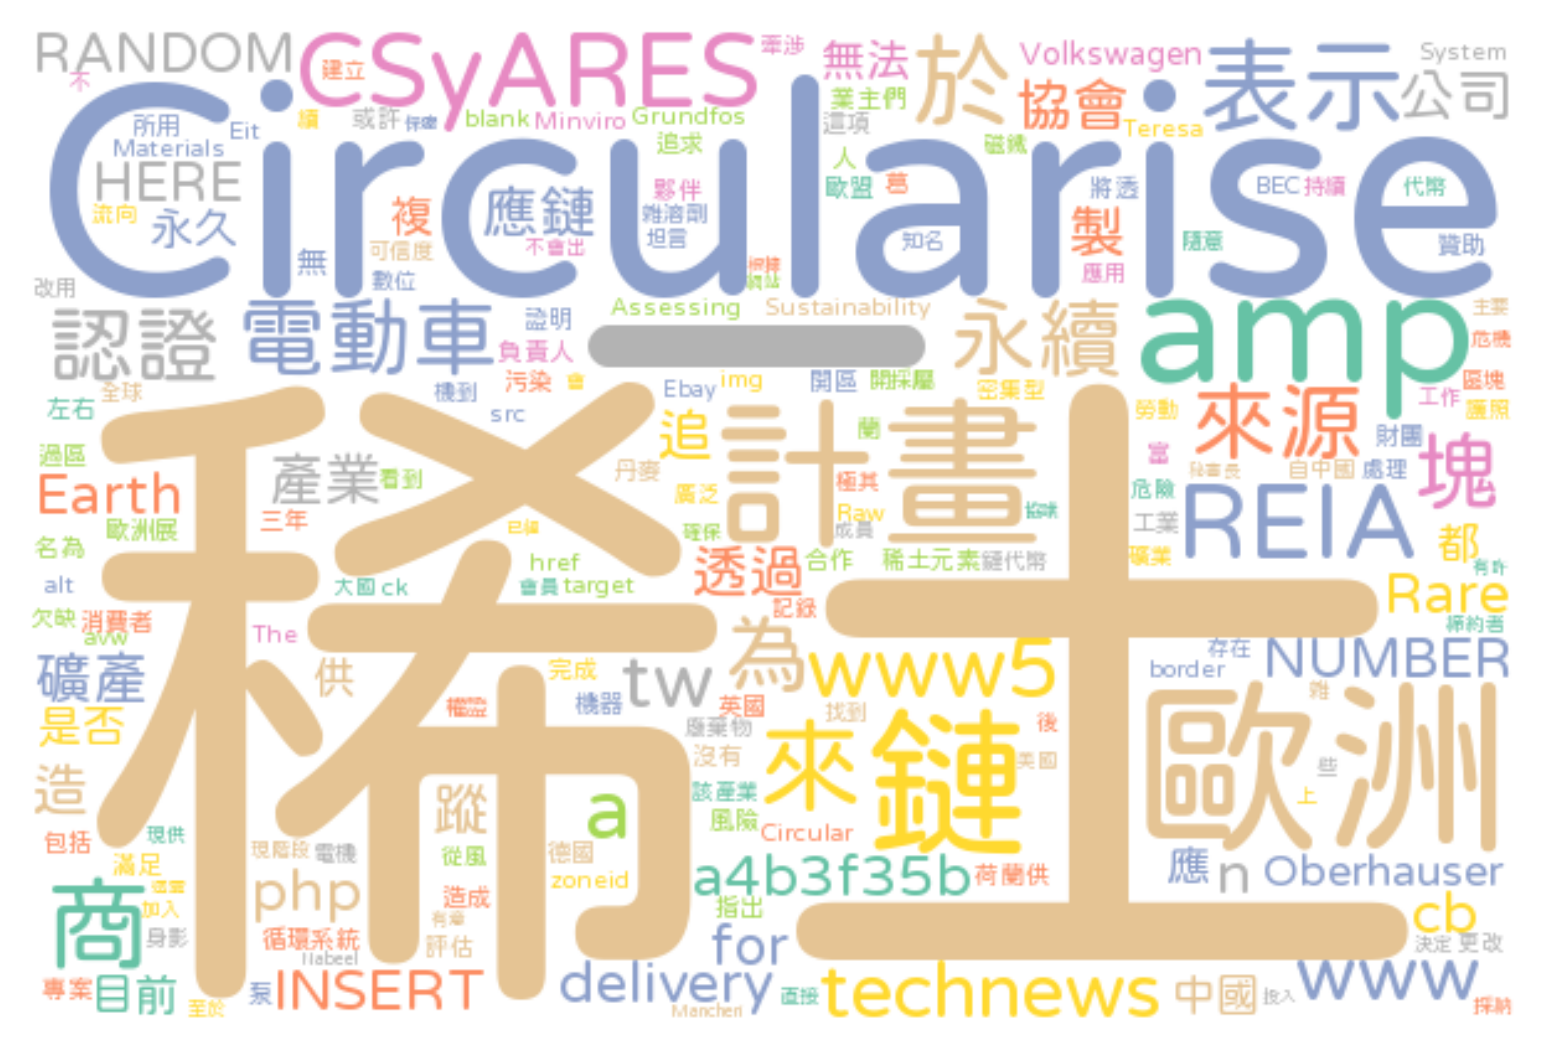 RANDOM
CSyARES
牽涉
無法
於
Volkswagen
表示
System
公司
不
建立
業主們
協會
所用
Eit
續
或許
blank
Minviro
Grundfos
這項
Teresa
Materials
追求
人
磁鐵
Circularise
HERE
歐盟
將透
BEC
持續
代幣
流向
永久
複
應鏈
夥伴
雜溶劑
製
坦言
知名
隨意
贊助
無
可信度
不會出
數位
根據
網站
應用
改用
認證
電動車
證明
Assessing
Sustainability
永續
amp
主要
負責人
危機
全球
左右
機到
污染
會
Ebay
img
開區
開採屬
密集型
區塊
src
工作
護照
追
計畫
蘭
勞動
來源
財團
過區
產業
看到
丹麥
極其
富
自中國
處理
塊
Earth
廣泛
危險
歐洲展
三年
已經
確保
Raw
成員
工業
REIA
都
名為
href
透過
合作
稀土元素
鏈代幣
礦業
alt
大國
ck
會員
target
記錄
Rare
稀土
欠缺
消費者
avw
The
為
締約者
礦產
供
完成
tw
www5
存在
border
NUMBER
機器
英國
找到
雜
是否
廢棄物
後
沒有
來
鏈
美國
歐洲
些
造
蹤
a
該產業
上
風險
Circular
包括
現供
滿足
現階段
電機
從風
德國
zoneid
a4b3f35b
荷蘭供
應
n
Oberhauser
商
加入
php
造成
指出
cb
身影
循環系統
Nabeel
評估
for
決定
更改
專案
目前
至於
泵
INSERT
delivery
Mancheri
直接
technews
中國
投入
www
採納